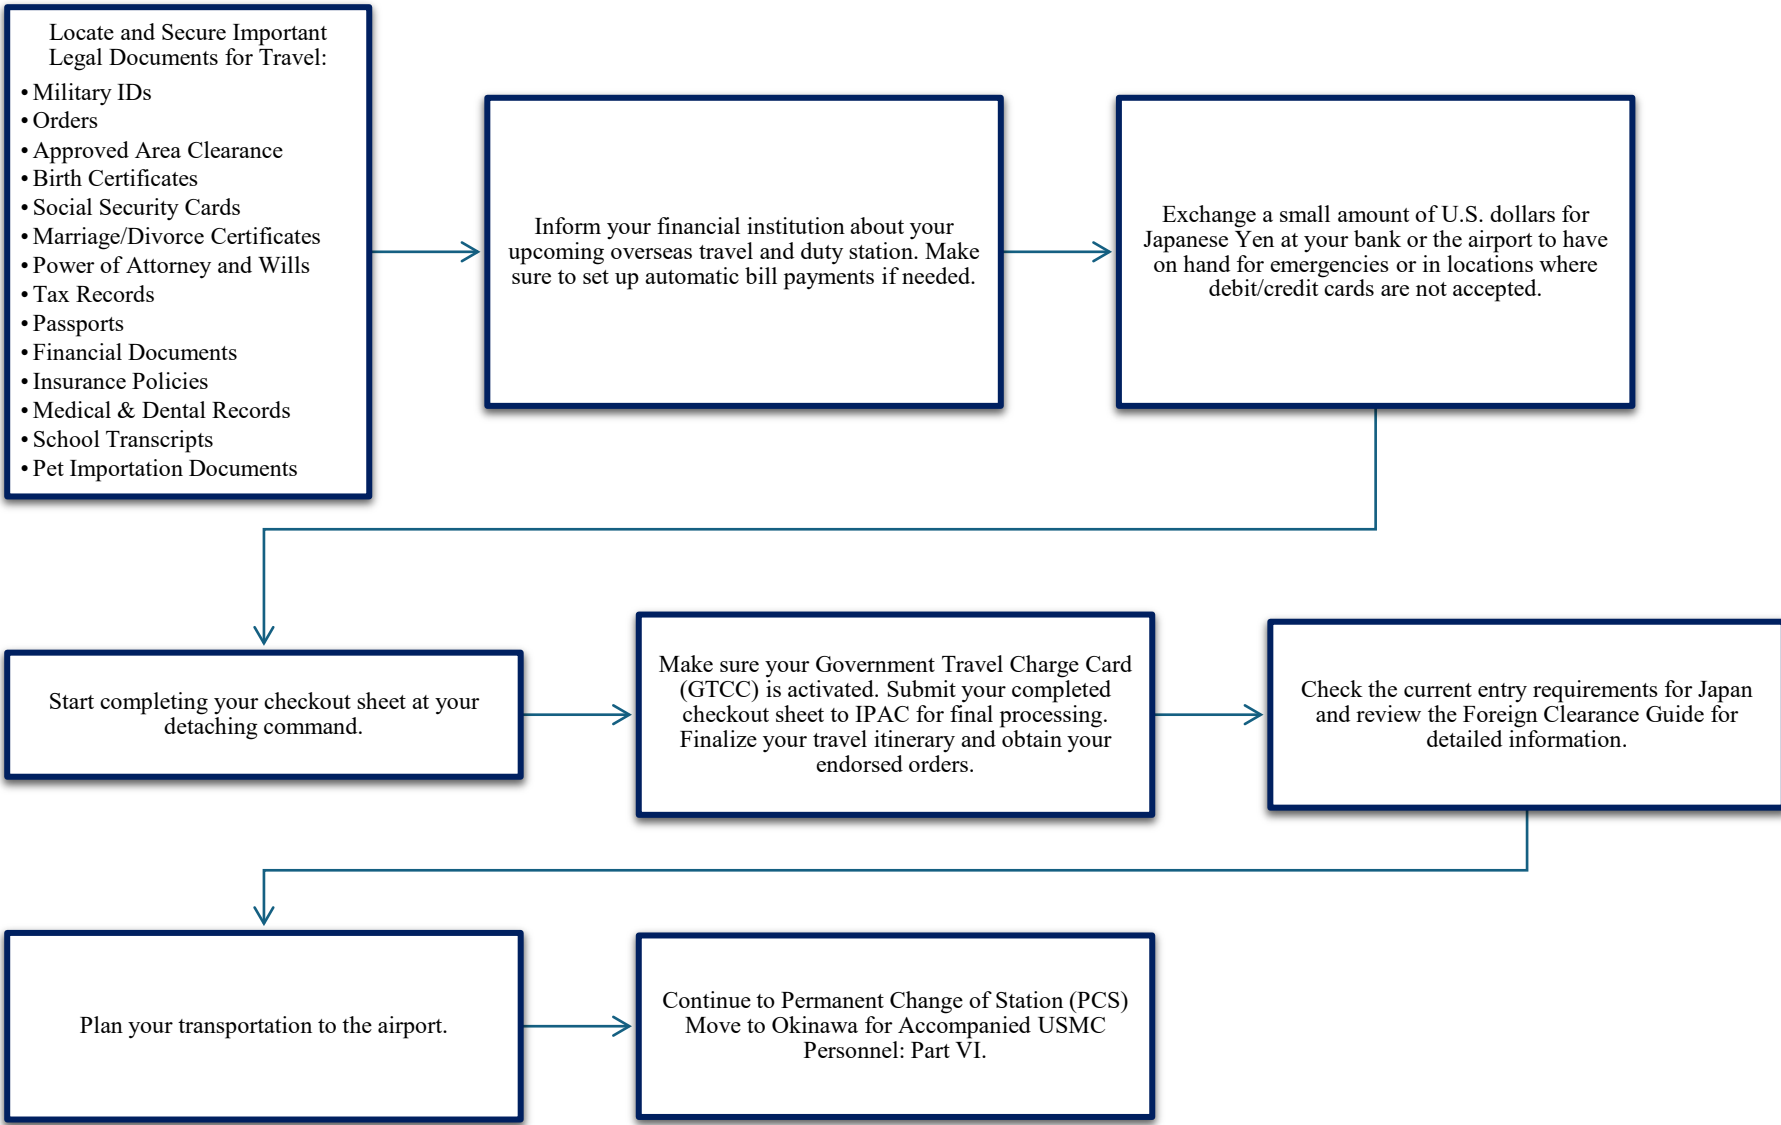 Locate and Secure Important
Legal Documents for Travel:
• Military IDs
• Orders
• Approved Area Clearance
• Birth Certificates
• Social Security Cards
• Marriage/Divorce Certificates
• Power of Attorney and Wills
• Tax Records
• Passports
• Financial Documents
• Insurance Policies
• Medical & Dental Records
• School Transcripts
• Pet Importation Documents
Inform your financial institution about your
upcoming overseas travel and duty station. Make
sure to set up automatic bill payments if needed.
Exchange a small amount of U.S. dollars for
Japanese Yen at your bank or the airport to have
on hand for emergencies or in locations where
debit/credit cards are not accepted.
Start completing your checkout sheet at your
detaching command.
Make sure your Government Travel Charge Card
(GTCC) is activated. Submit your completed
checkout sheet to IPAC for final processing.
Finalize your travel itinerary and obtain your
endorsed orders.
Check the current entry requirements for Japan
and review the Foreign Clearance Guide for
detailed information.
Plan your transportation to the airport.
Continue to Permanent Change of Station (PCS)
Move to Okinawa for Accompanied USMC
Personnel: Part VI.